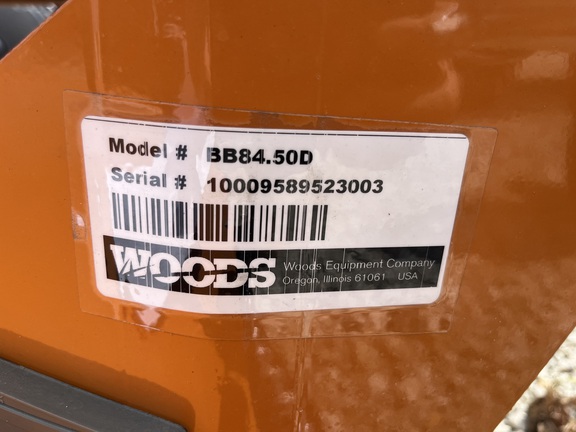 Model # BB84.50D
Serial # 10009589523003
WOODS Woods Equipment Company
Oregon, Illinois 61061 USA